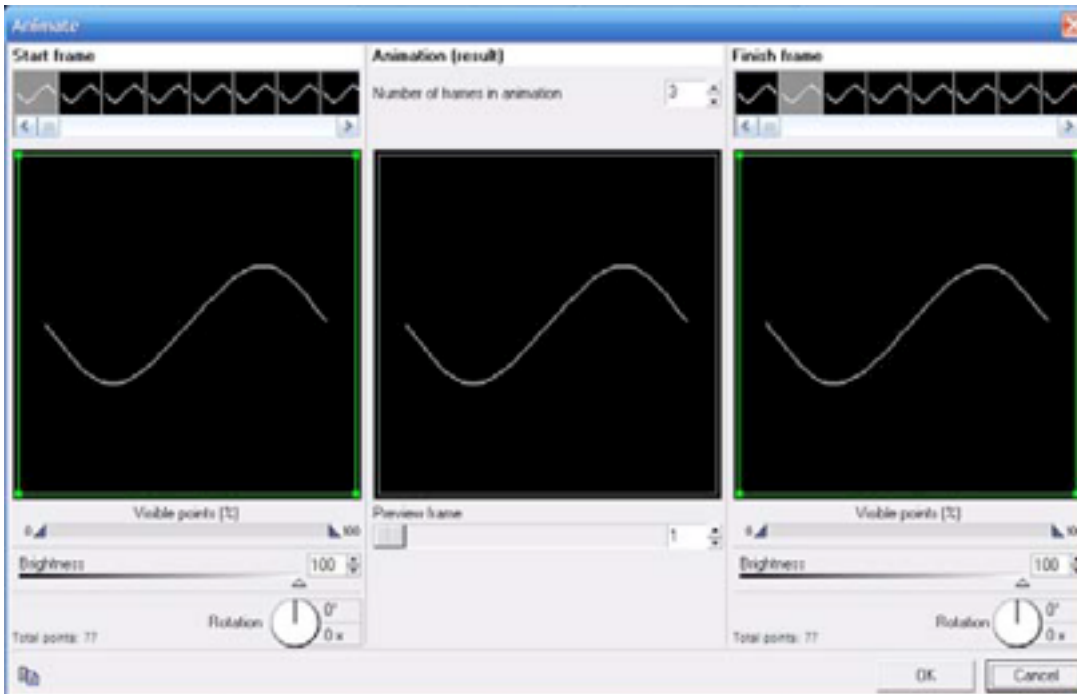 Animate
Start frame
Animation (result)
Finish frame
Number of frames in animation
3
Visible points (%)
0
100
Preview frame
1
Visible points (%)
0
Brightness
100
Brightness
100
Rotation
0°
0 x
Rotation
0°
0 x
Total points: 77
Total points: 77
OK
Cancel